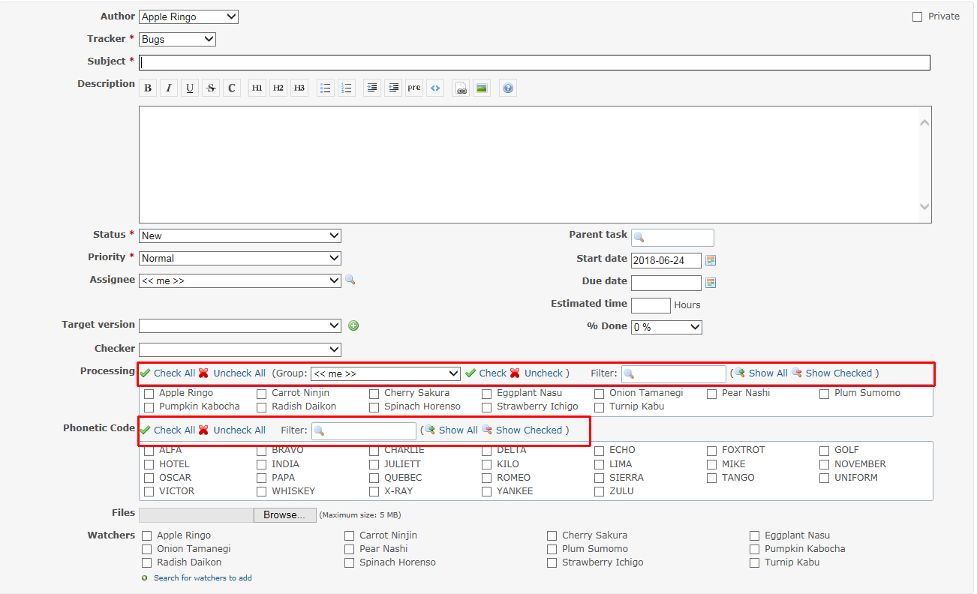 Author Apple Ringo Private
Tracker * Bugs
Subject *
Description B I U S C H1 H2 H3 pre <>
Status * New Parent task
Priority * Normal Start date 2018-06-24
Assignee << me >> Due date
Estimated time Hours
Target version % Done 0 %
Checker
Processing Check All Uncheck All (Group: << me >> Check Uncheck ) Filter: ( Show All Show Checked )
Apple Ringo Carrot Ninjin Cherry Sakura Eggplant Nasu Onion Tamanegi Pear Nashi Plum Sumomo
Pumpkin Kabocha Radish Daikon Spinach Horenso Strawberry Ichigo Turnip Kabu
Phonetic Code Check All Uncheck All Filter: ( Show All Show Checked )
ALFA BRAVO CHARLIE DELTA ECHO FOXTROT GOLF
HOTEL INDIA JULIETT KILO LIMA MIKE NOVEMBER
OSCAR PAPA QUEBEC ROMEO SIERRA TANGO UNIFORM
VICTOR WHISKEY X-RAY YANKEE ZULU
Files Browse... (Maximum size: 5 MB)
Watchers Apple Ringo Carrot Ninjin Cherry Sakura Eggplant Nasu
Onion Tamanegi Pear Nashi Plum Sumomo Pumpkin Kabocha
Radish Daikon Spinach Horenso Strawberry Ichigo Turnip Kabu
Search for watchers to add